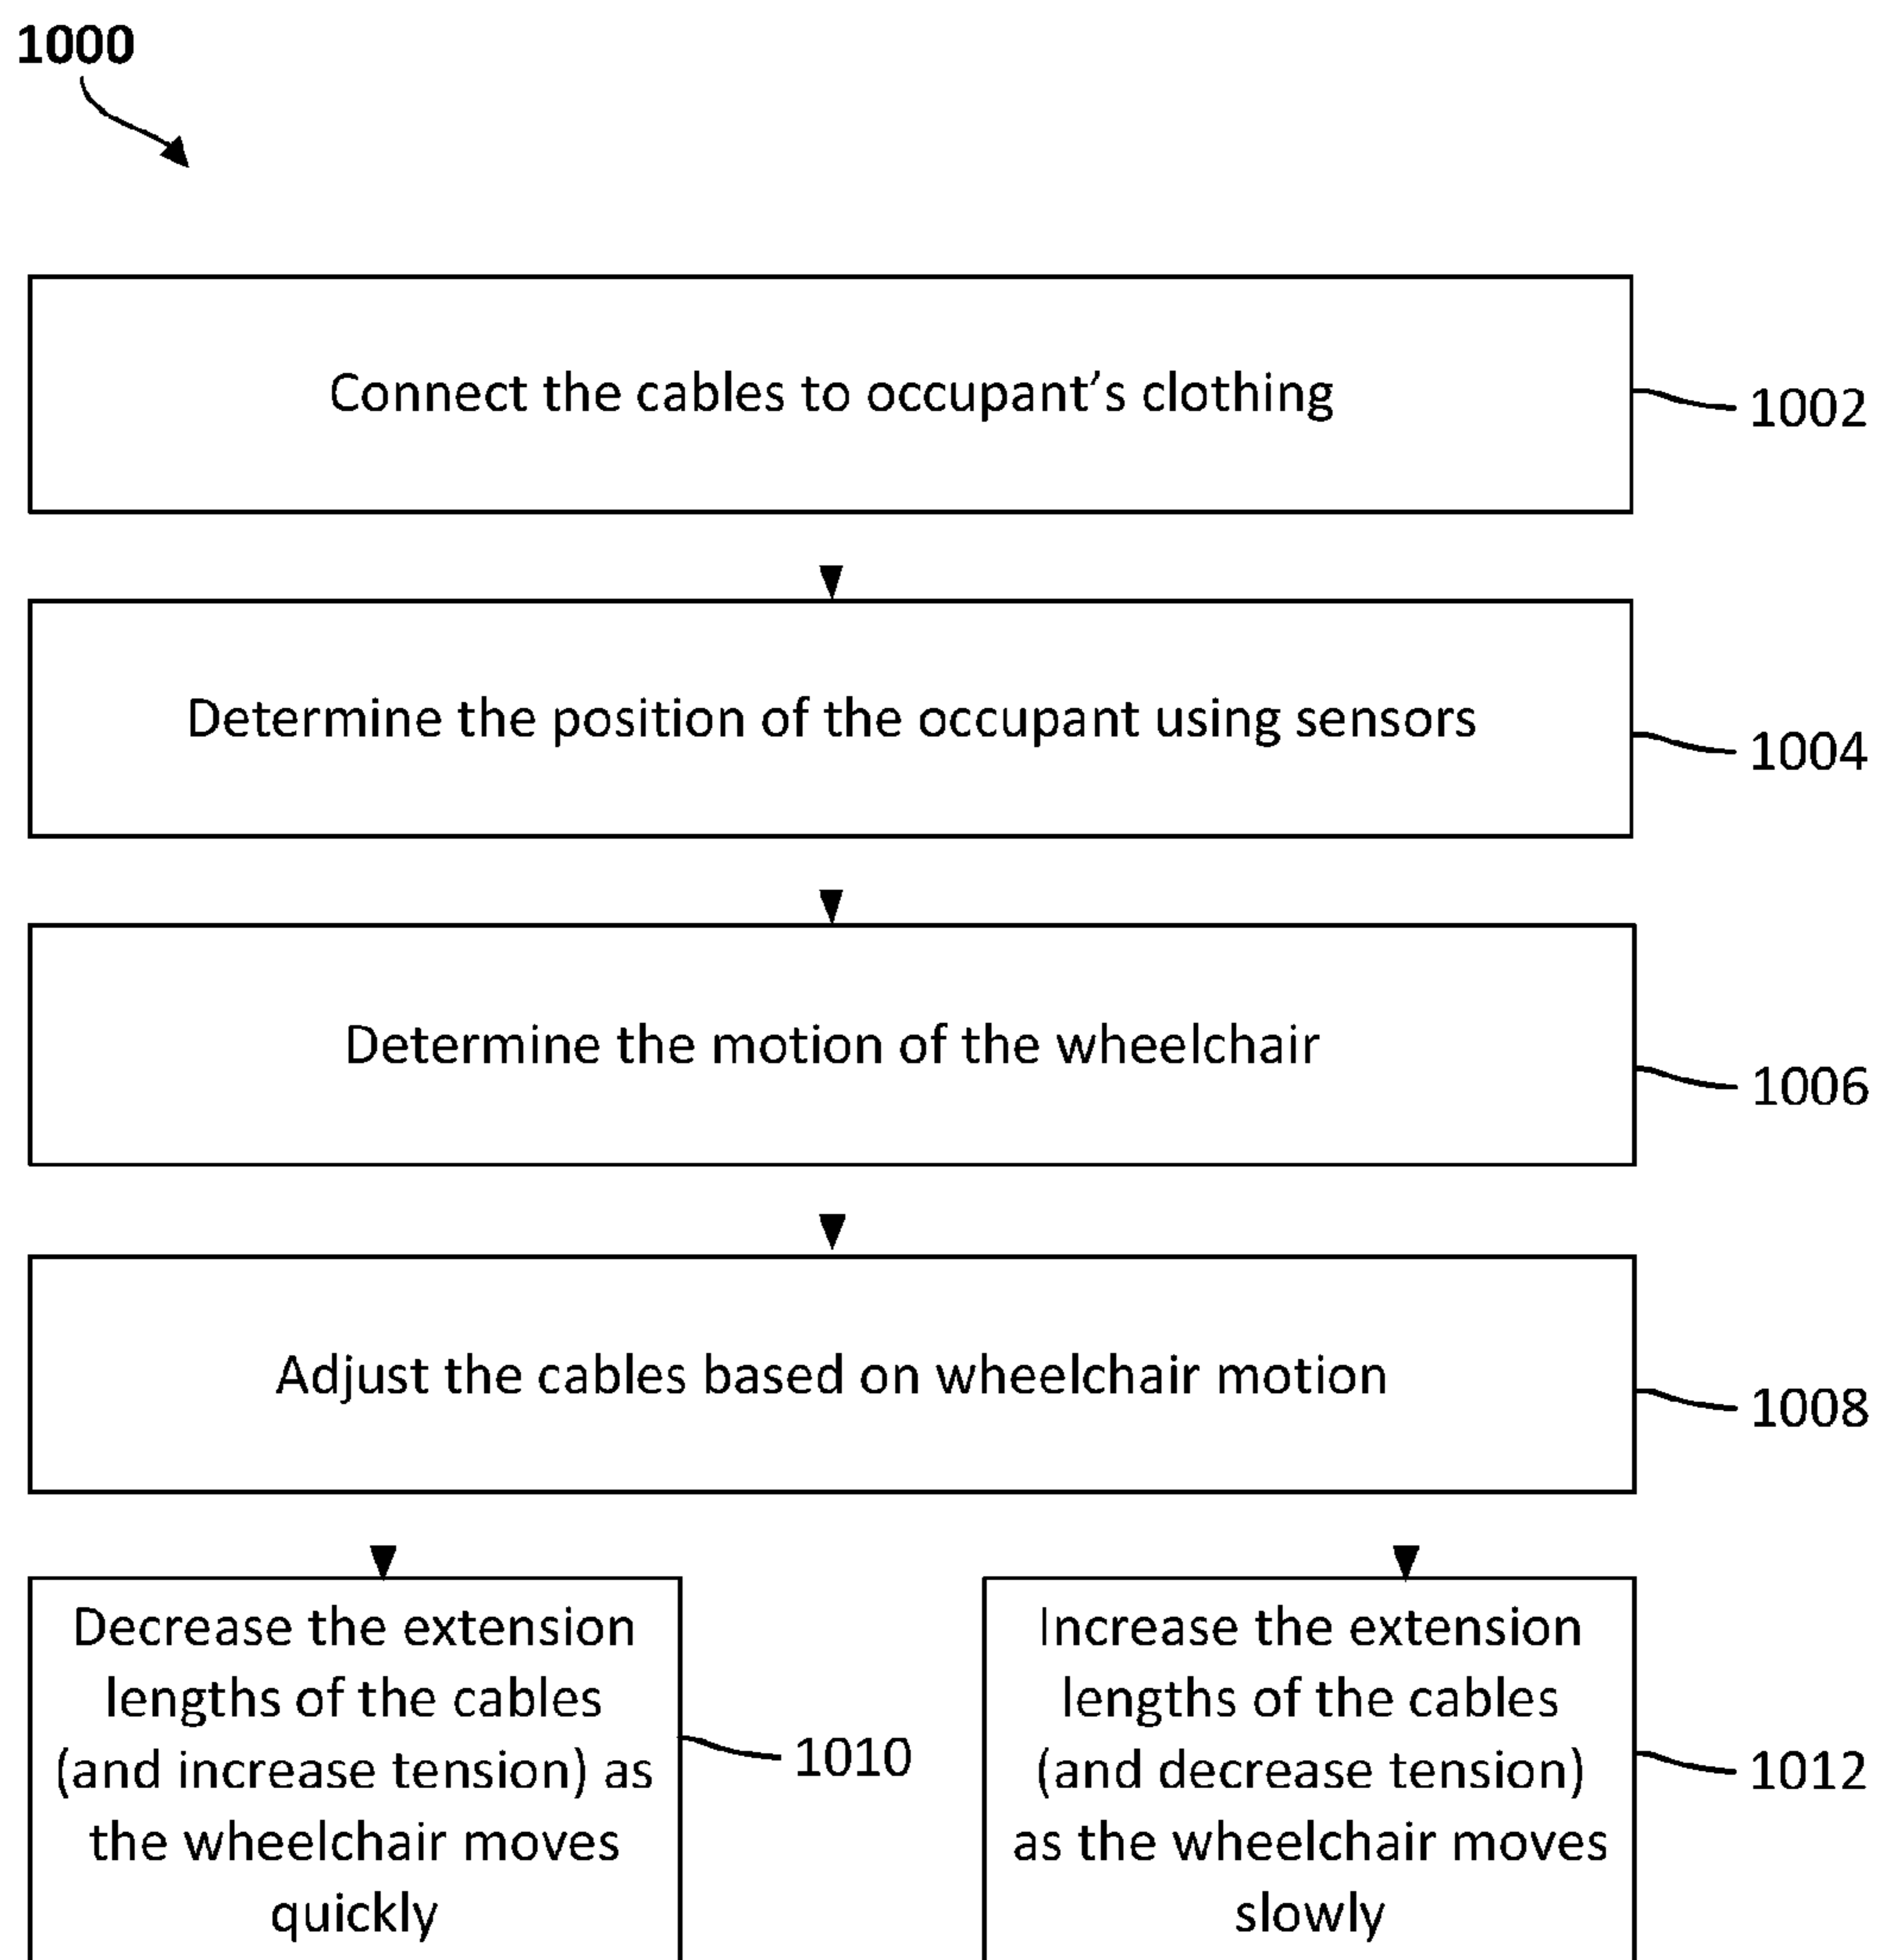 1000
Connect the cables to occupant’s clothing
1002
Determine the position of the occupant using sensors
1004
Determine the motion of the wheelchair
1006
Adjust the cables based on wheelchair motion
1008
Decrease the extension
lengths of the cables
(and increase tension) as
the wheelchair moves
quickly
1010
Increase the extension
lengths of the cables
(and decrease tension)
as the wheelchair moves
slowly
1012